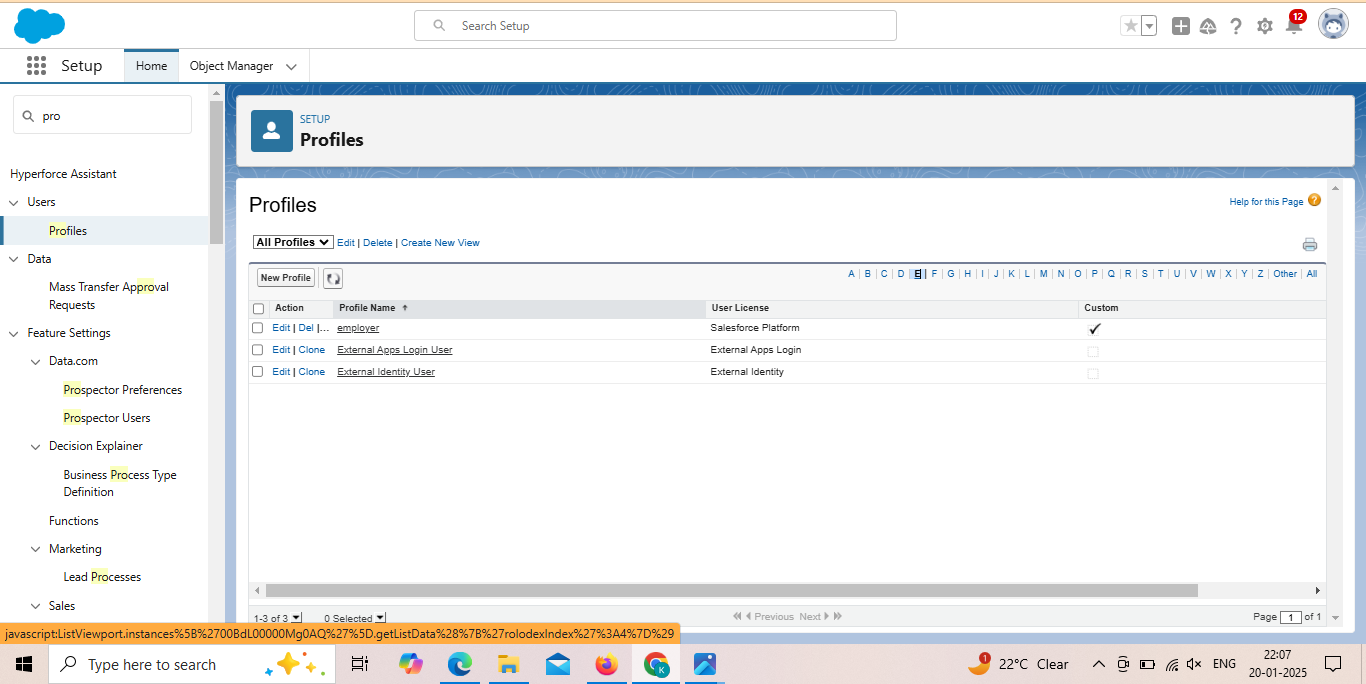 Search Setup
12
Setup
Home
Object Manager
pro
Hyperforce Assistant
Users
Profiles
Data
Mass Transfer Approval
Requests
Feature Settings
Data.com
Prospector Preferences
Prospector Users
Decision Explainer
Business Process Type
Definition
Functions
Marketing
Lead Processes
Sales
SETUP
Profiles
Profiles
Help for this Page ?
All Profiles Edit | Delete | Create New View
New Profile
A | B | C | D | E | F | G | H | I | J | K | L | M | N | O | P | Q | R | S | T | U | V | W | X | Y | Z | Other | All
Action Profile Name User License Custom
Edit | Del |... employer Salesforce Platform
Edit | Clone External Apps Login User External Apps Login
Edit | Clone External Identity User External Identity
1-3 of 3 0 Selected Previous Next Page 1 of 1
javascript:ListViewport.instances%5B%2700BdL00000Mg0AQ%27%5D.getListData%28%7B%27rolodexIndex%27%3A4%7D%29
Type here to search
K
1
22°C Clear
ENG
22:07
20-01-2025